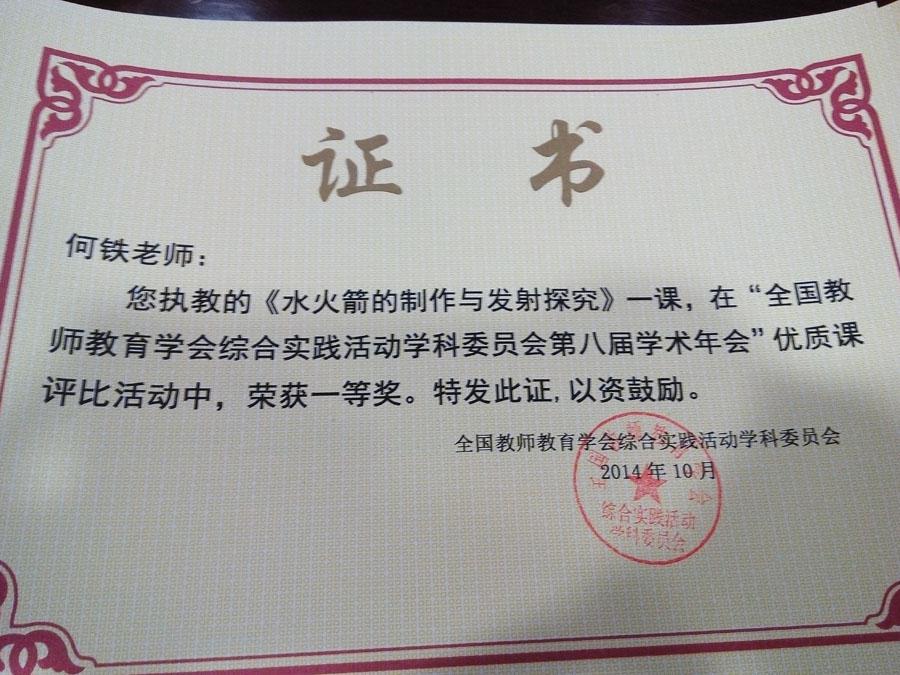 证书
何铁老师：
您执教的《水火箭的制作与发射探究》一课，在“全国教
师教育学会综合实践活动学科委员会第八届学术年会”优质课
评比活动中，荣获一等奖。特发此证，以资鼓励。
全国教师教育学会综合实践活动学科委员会
2014年10月
综合实践活动
学科委员会